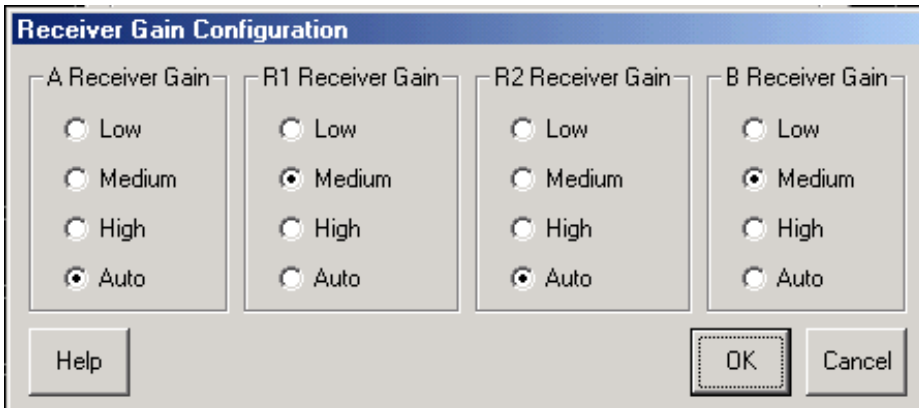 Receiver Gain Configuration
A Receiver Gain
Low
Medium
High
Auto
R1 Receiver Gain
Low
Medium
High
Auto
R2 Receiver Gain
Low
Medium
High
Auto
B Receiver Gain
Low
Medium
High
Auto
Help
OK
Cancel